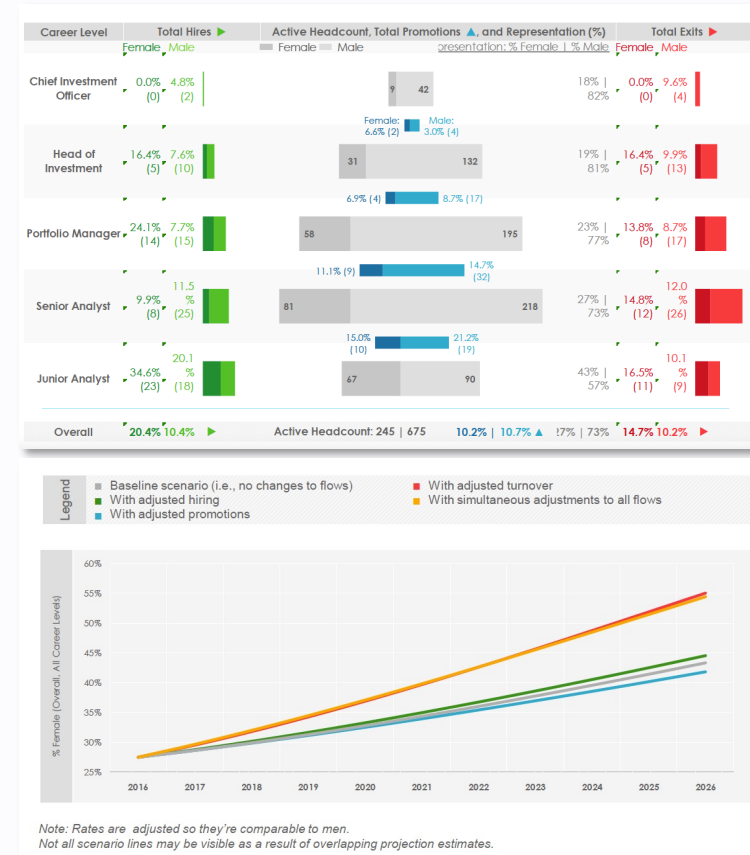 Career Level Total Hires ▶ Active Headcount, Total Promotions ▲, and Representation (%) Total Exits ▶
Female Male Female Male presentation: % Female | % Male Female Male
Chief Investment Officer 0.0% (0) 4.8% (2) 9 42 18% | 82% 0.0% (0) 9.6% (4)
Female: 6.6% (2) Male: 3.0% (4)
Head of Investment 16.4% (5) 7.6% (10) 31 132 19% | 81% 16.4% (5) 9.9% (13)
6.9% (4) 8.7% (17)
Portfolio Manager 24.1% (14) 7.7% (15) 58 195 23% | 77% 13.8% (8) 8.7% (17)
11.1% (9) 14.7% (32)
Senior Analyst 9.9% (8) 11.5 % (25) 81 218 27% | 73% 14.8% (12) 12.0 % (26)
15.0% (10) 21.2% (19)
Junior Analyst 34.6% (23) 20.1 % (18) 67 90 43% | 57% 16.5% (11) 10.1 % (9)
Overall 20.4% 10.4% ▶ Active Headcount: 245 | 675 10.2% | 10.7% ▲ 27% | 73% 14.7% 10.2% ▶
Legend
Baseline scenario (i.e., no changes to flows)
With adjusted hiring
With adjusted promotions
With adjusted turnover
With simultaneous adjustments to all flows
% Female (Overall, All Career Levels)
60%
55%
50%
45%
40%
35%
30%
25%
2016 2017 2018 2019 2020 2021 2022 2023 2024 2025 2026
Note: Rates are adjusted so they're comparable to men.
Not all scenario lines may be visible as a result of overlapping projection estimates.